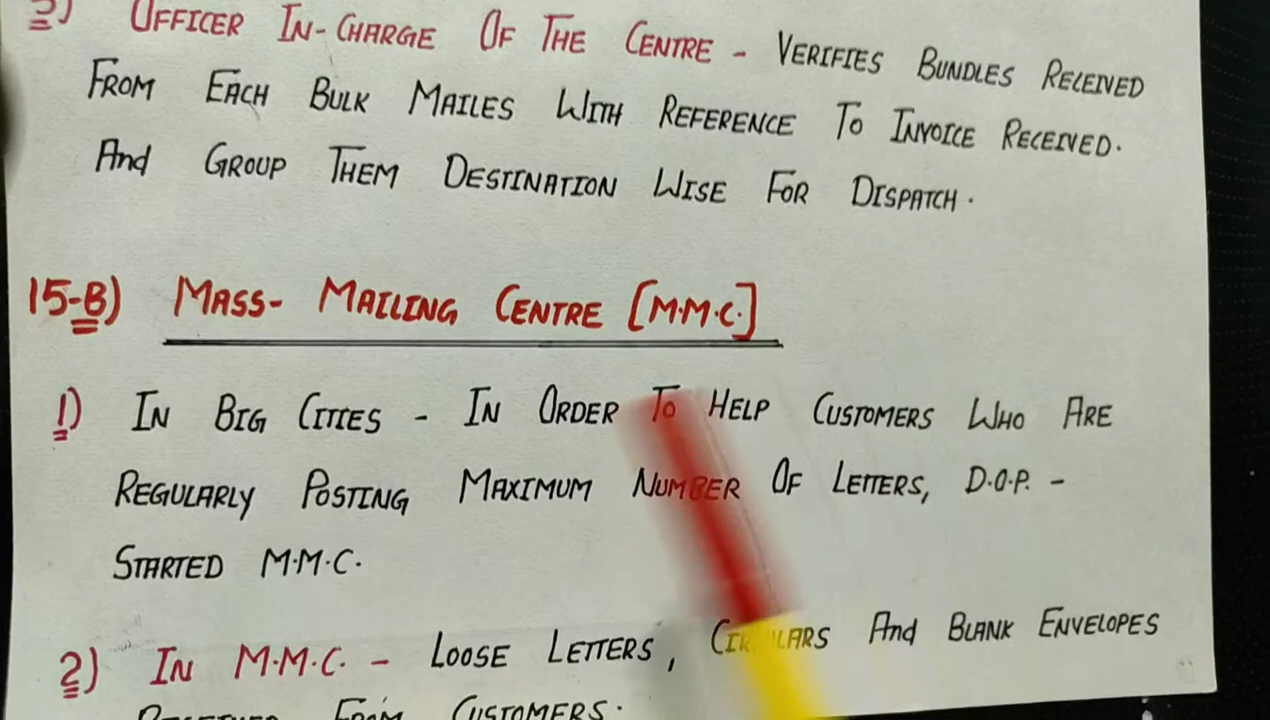 3) OFFICER IN-CHARGE OF THE CENTRE - VERIFIES BUNDLES RECEIVED
FROM EACH BULK MAILES WITH REFERENCE TO INVOICE RECEIVED.
And GROUP THEM DESTINATION WISE FOR DISPATCH.
15-B) MASS- MAILING CENTRE [M.M.C.]
1) IN BIG CITIES - IN ORDER TO HELP CUSTOMERS WHO ARE
REGULARLY POSTING MAXIMUM NUMBER OF LETTERS, D.O.P. -
STARTED M.M.C.
2) IN M.M.C. - LOOSE LETTERS, CIRCULARS And BLANK ENVELOPES
RECEIVED FROM CUSTOMERS.